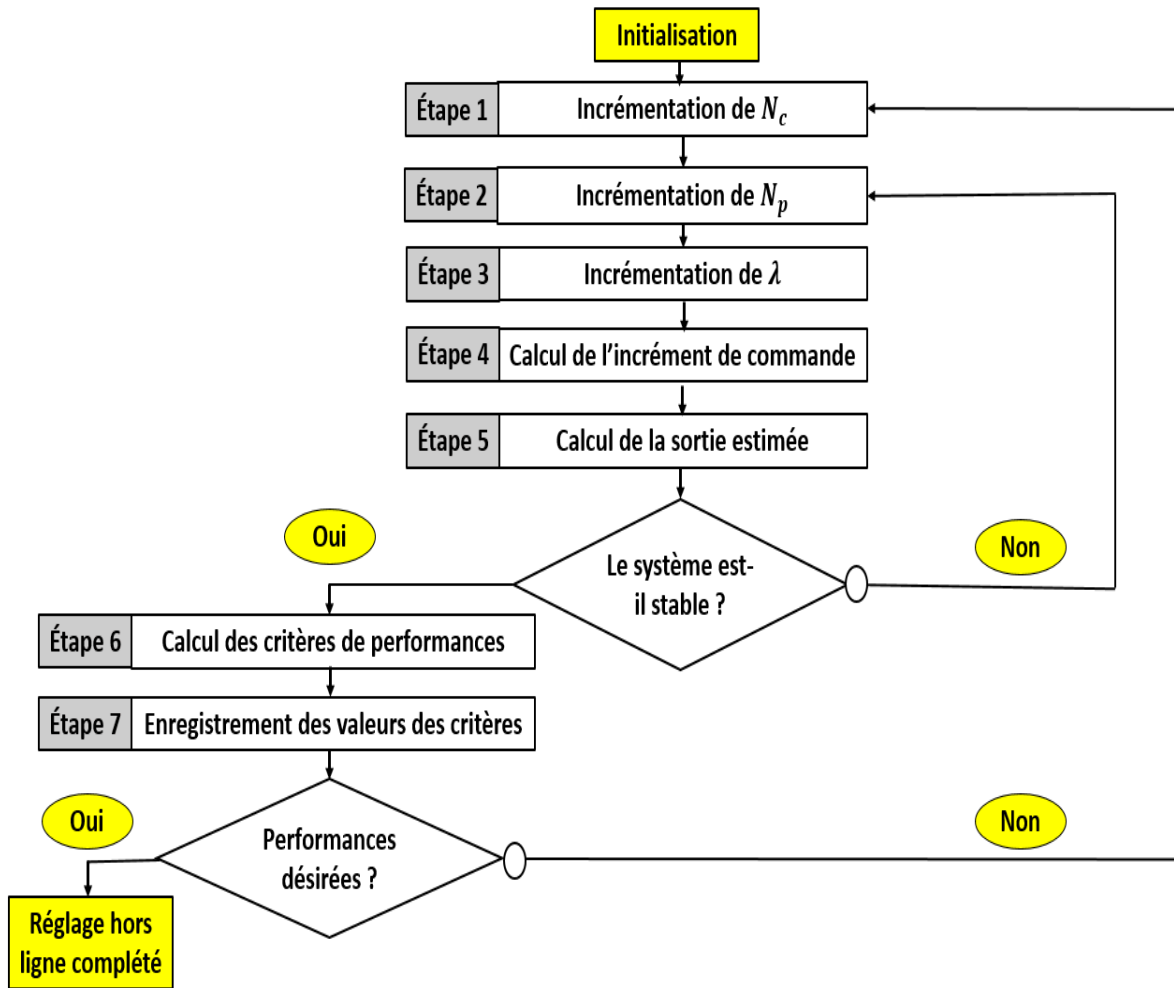 Initialisation
Étape 1 Incrémentation de N_c
Étape 2 Incrémentation de N_p
Étape 3 Incrémentation de λ
Étape 4 Calcul de l'incrément de commande
Étape 5 Calcul de la sortie estimée
Oui
Le système est-
il stable ?
Non
Étape 6 Calcul des critères de performances
Étape 7 Enregistrement des valeurs des critères
Oui
Performances
désirées ?
Non
Réglage hors
ligne complété